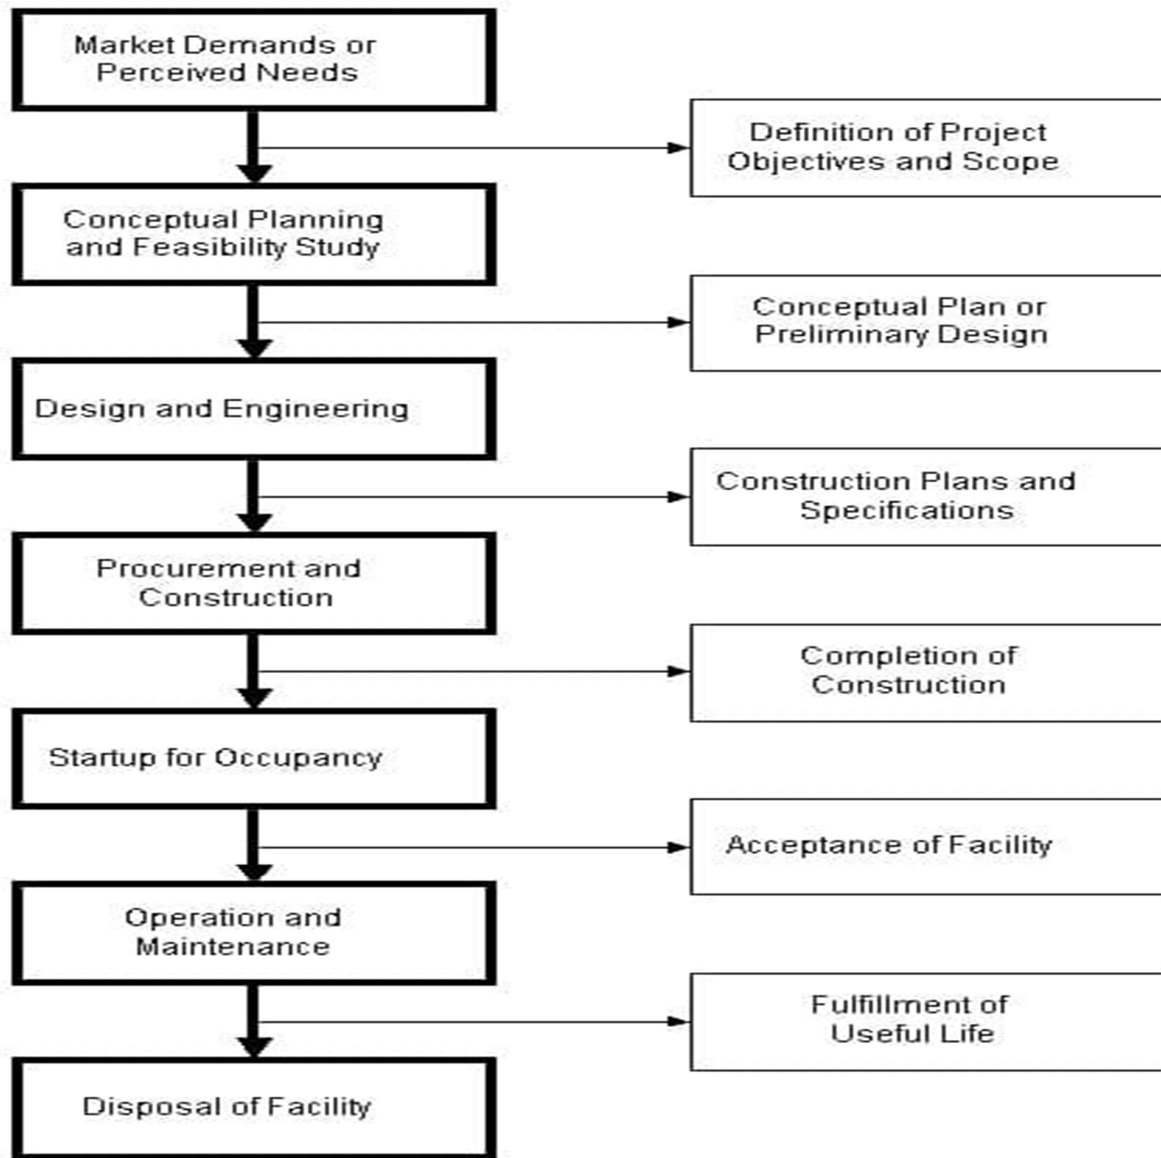 Market Demands or
Perceived Needs
Definition of Project
Objectives and Scope
Conceptual Planning
and Feasibility Study
Conceptual Plan or
Preliminary Design
Design and Engineering
Construction Plans and
Specifications
Procurement and
Construction
Completion of
Construction
Startup for Occupancy
Acceptance of Facility
Operation and
Maintenance
Fulfillment of
Useful Life
Disposal of Facility